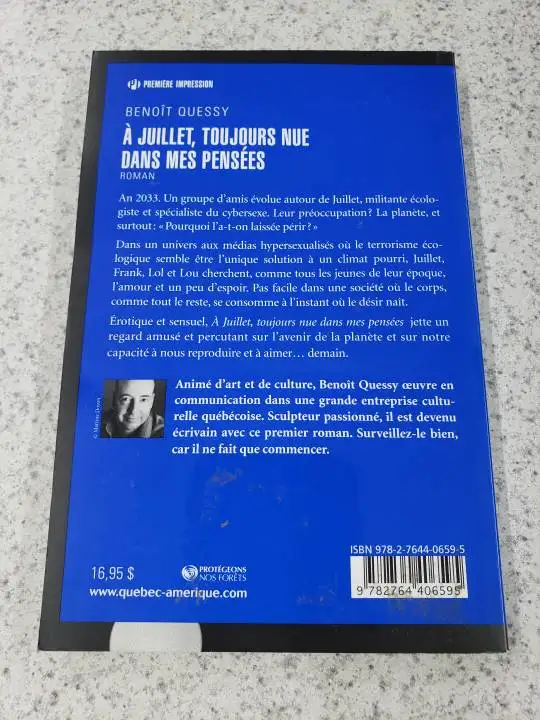 PREMIÈRE IMPRESSION
BENOÎT QUESSY
À JUILLET, TOUJOURS NUE
DANS MES PENSÉES
ROMAN
An 2033. Un groupe d'amis évolue autour de Juillet, militante écolo-
giste et spécialiste du cybersexe. Leur préoccupation ? La planète, et
surtout : « Pourquoi l'a-t-on laissée périr ? »
Dans un univers aux médias hypersexualisés où le terrorisme éco-
logique semble être l'unique solution à un climat pourri, Juillet,
Frank, Lol et Lou cherchent, comme tous les jeunes de leur époque,
l'amour et un peu d'espoir. Pas facile dans une société où le corps,
comme tout le reste, se consomme à l'instant où le désir naît.
Érotique et sensuel, À Juillet, toujours nue dans mes pensées jette un
regard amusé et percutant sur l'avenir de la planète et sur notre
capacité à nous reproduire et à aimer... demain.
Animé d'art et de culture, Benoît Quessy œuvre en
communication dans une grande entreprise cultu-
relle québécoise. Sculpteur passionné, il est devenu
écrivain avec ce premier roman. Surveillez-le bien,
car il ne fait que commencer.
ISBN 978-2-7644-0659-5
16,95 $
PROTÉGEONS
NOS FORÊTS
www.quebec-amerique.com
9 782764 406595